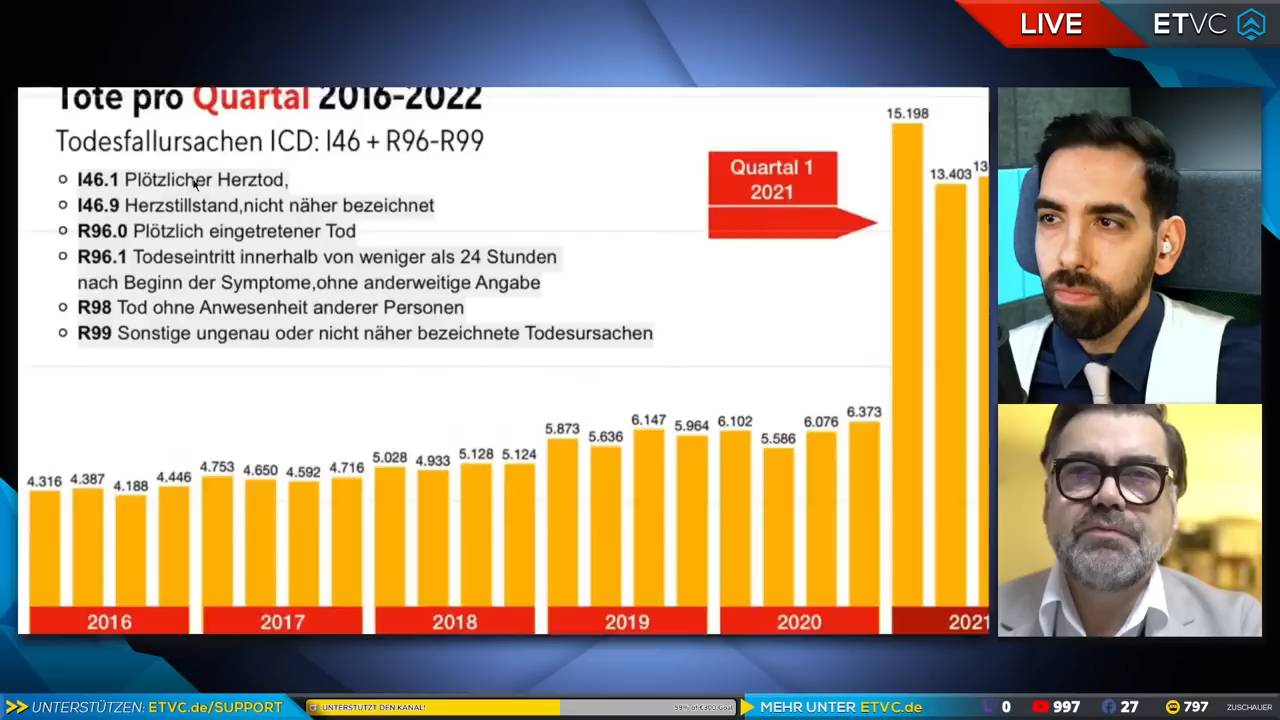 LIVE
ETVC
Tote pro Quartal 2016-2022
Todesfallursachen ICD: I46 + R96-R99
I46.1 Plötzlicher Herztod,
I46.9 Herzstillstand,nicht näher bezeichnet
R96.0 Plötzlich eingetretener Tod
R96.1 Todeseintritt innerhalb von weniger als 24 Stunden
nach Beginn der Symptome,ohne anderweitige Angabe
R98 Tod ohne Anwesenheit anderer Personen
R99 Sonstige ungenau oder nicht näher bezeichnete Todesursachen
Quartal 1
2021
4.316 4.387 4.188 4.446 4.753 4.650 4.592 4.716 5.028 4.933 5.128 5.124 5.873 5.636 6.147 5.964 6.102 5.586 6.076 6.373 15.198 13.403 13
2016 2017 2018 2019 2020 2021
UNTERSTÜTZEN: ETVC.de/SUPPORT
UNTERSTÜTZT DEN KANAL!
59% of €300 Goal
MEHR UNTER ETVC.de
0 997 27 797 ZUSCHAUER